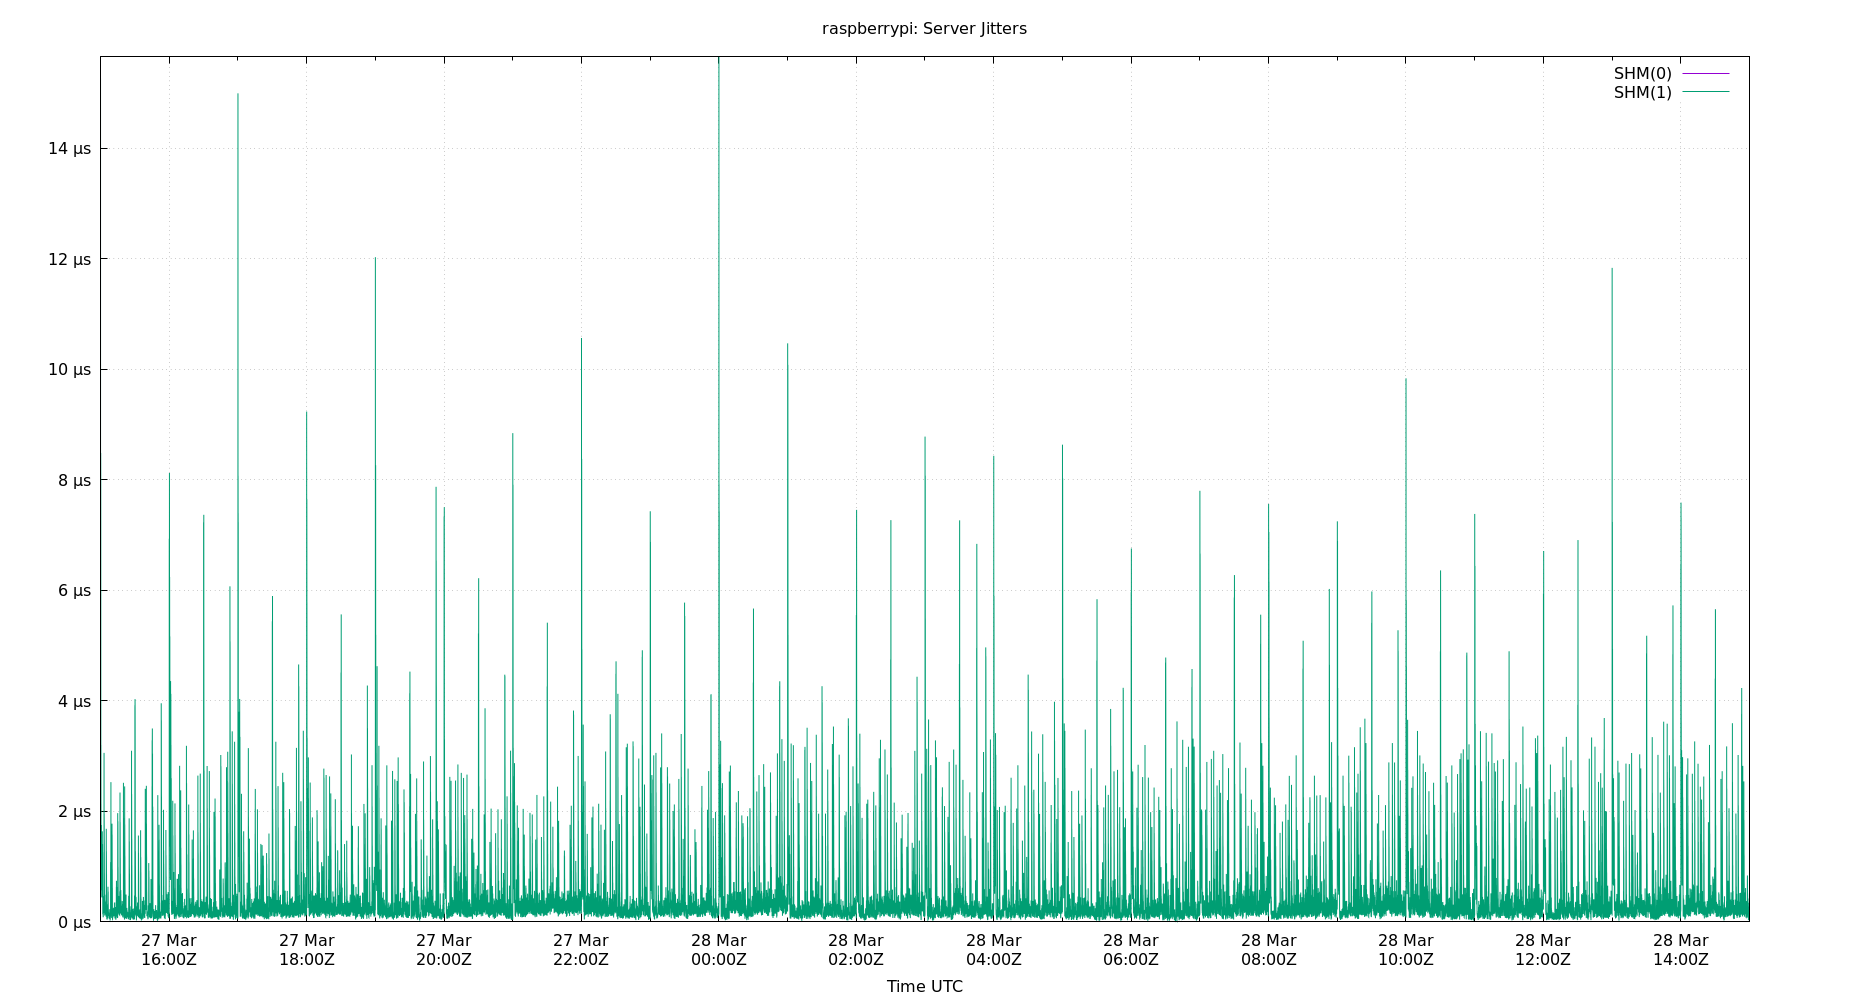 raspberrypi: Server Jitters
SHM(0)
SHM(1)
14 µs
12 µs
10 µs
8 µs
6 µs
4 µs
2 µs
0 µs
27 Mar 27 Mar 27 Mar 27 Mar 28 Mar 28 Mar 28 Mar 28 Mar 28 Mar 28 Mar 28 Mar 28 Mar
16:00Z 18:00Z 20:00Z 22:00Z 00:00Z 02:00Z 04:00Z 06:00Z 08:00Z 10:00Z 12:00Z 14:00Z
Time UTC